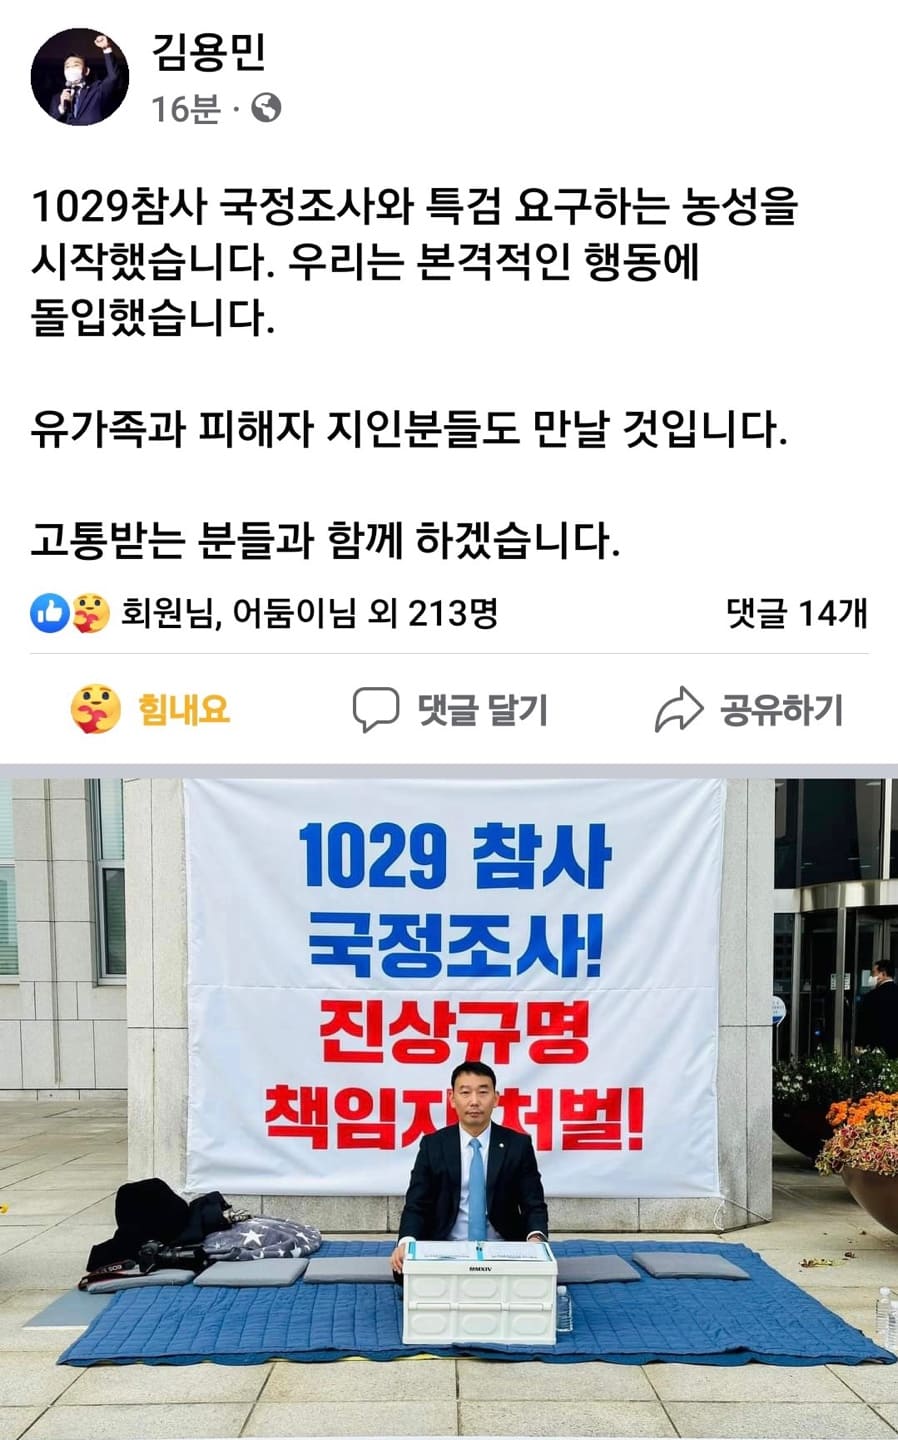 김용민
16분 ·
1029참사 국정조사와 특검 요구하는 농성을
시작했습니다. 우리는 본격적인 행동에
돌입했습니다.
유가족과 피해자 지인분들도 만날 것입니다.
고통받는 분들과 함께 하겠습니다.
회원님, 어둠이님 외 213명 댓글 14개
힘내요 댓글 달기 공유하기
1029 참사
국정조사!
진상규명
책임자 처벌!
MMXIV